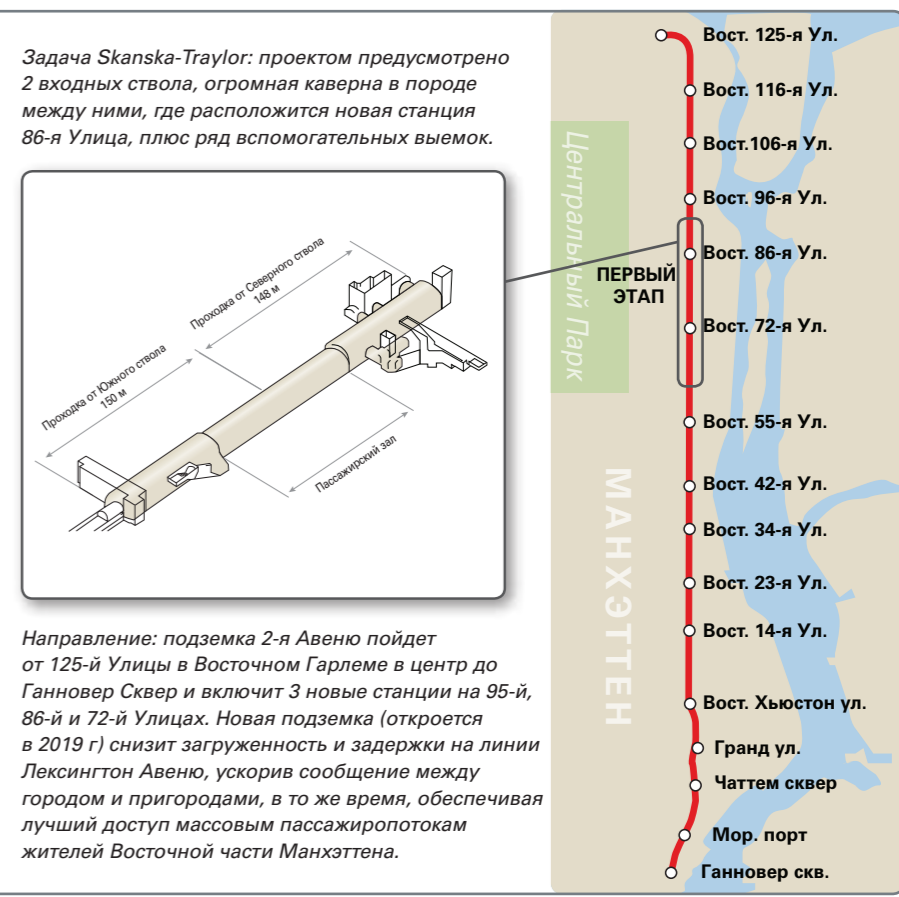 Задача Skanska-Traylor: проектом предусмотрено
2 входных ствола, огромная каверна в породе
между ними, где расположится новая станция
86-я Улица, плюс ряд вспомогательных выемок.
Проходка от Северного ствола
148 м
Проходка от Южного ствола
150 м
Пассажирский зал
Направление: подземка 2-я Авеню пойдет
от 125-й Улицы в Восточном Гарлеме в центр до
Ганновер Сквер и включит 3 новые станции на 95-й,
86-й и 72-й Улицах. Новая подземка (откроется
в 2019 г) снизит загруженность и задержки на линии
Лексингтон Авеню, ускорив сообщение между
городом и пригородами, в то же время, обеспечивая
лучший доступ массовым пассажиропотокам
жителей Восточной части Манхэттена.
Вост. 125-я Ул.
Вост. 116-я Ул.
Вост.106-я Ул.
Вост. 96-я Ул.
Вост. 86-я Ул.
Вост. 72-я Ул.
Вост. 55-я Ул.
Вост. 42-я Ул.
Вост. 34-я Ул.
Вост. 23-я Ул.
Вост. 14-я Ул.
Вост. Хьюстон ул.
Гранд ул.
Чаттем сквер
Мор. порт
Ганновер скв.
Центральный Парк
ПЕРВЫЙ
ЭТАП
МАНХЭТТЕН